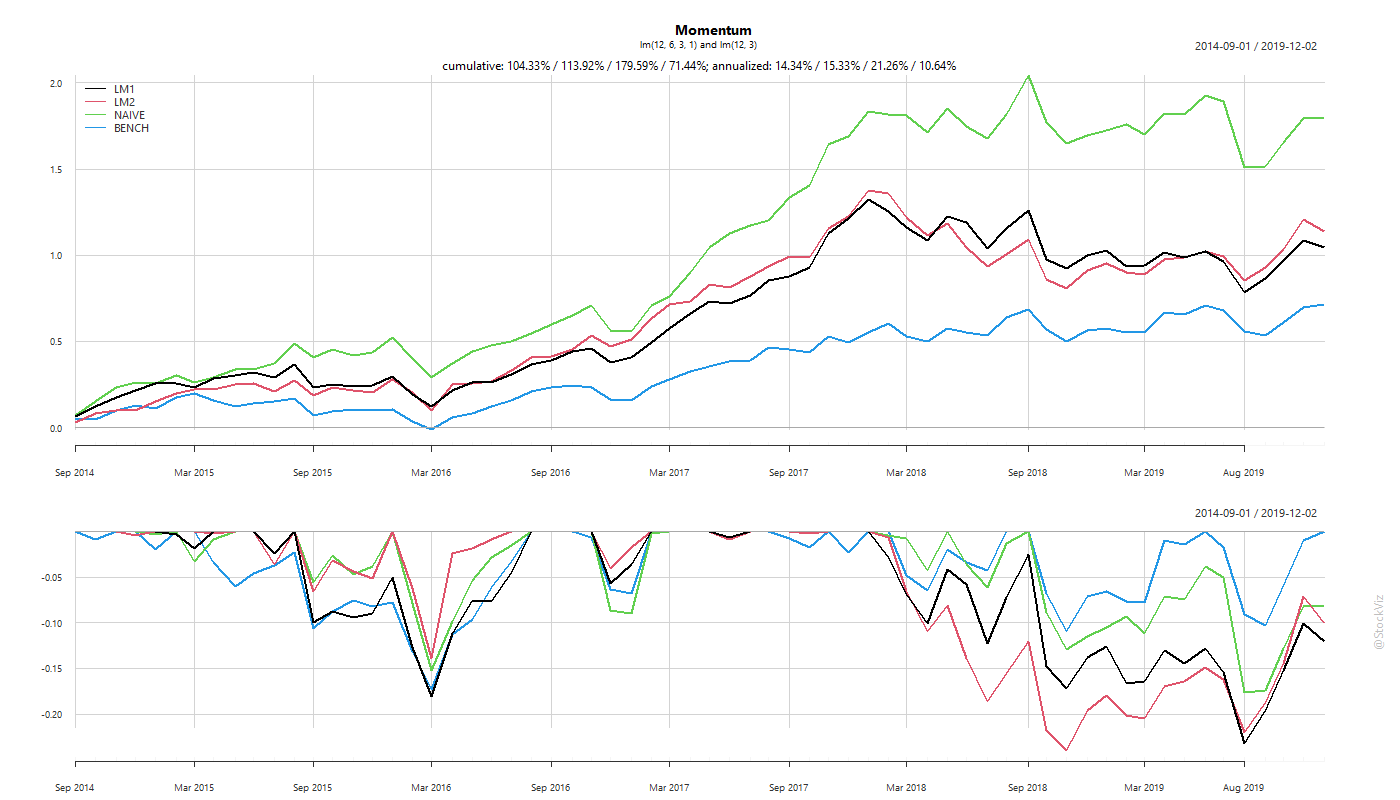 Momentum
lm(12, 6, 3, 1) and lm(12, 3)
2014-09-01 / 2019-12-02
cumulative: 104.33% / 113.92% / 179.59% / 71.44%; annualized: 14.34% / 15.33% / 21.26% / 10.64%
LM1
LM2
NAIVE
BENCH
2.0
1.5
1.0
0.5
0.0
Sep 2014 Mar 2015 Sep 2015 Mar 2016 Sep 2016 Mar 2017 Sep 2017 Mar 2018 Sep 2018 Mar 2019 Aug 2019
2014-09-01 / 2019-12-02
-0.05
-0.10
-0.15
-0.20
Sep 2014 Mar 2015 Sep 2015 Mar 2016 Sep 2016 Mar 2017 Sep 2017 Mar 2018 Sep 2018 Mar 2019 Aug 2019
@StockViz